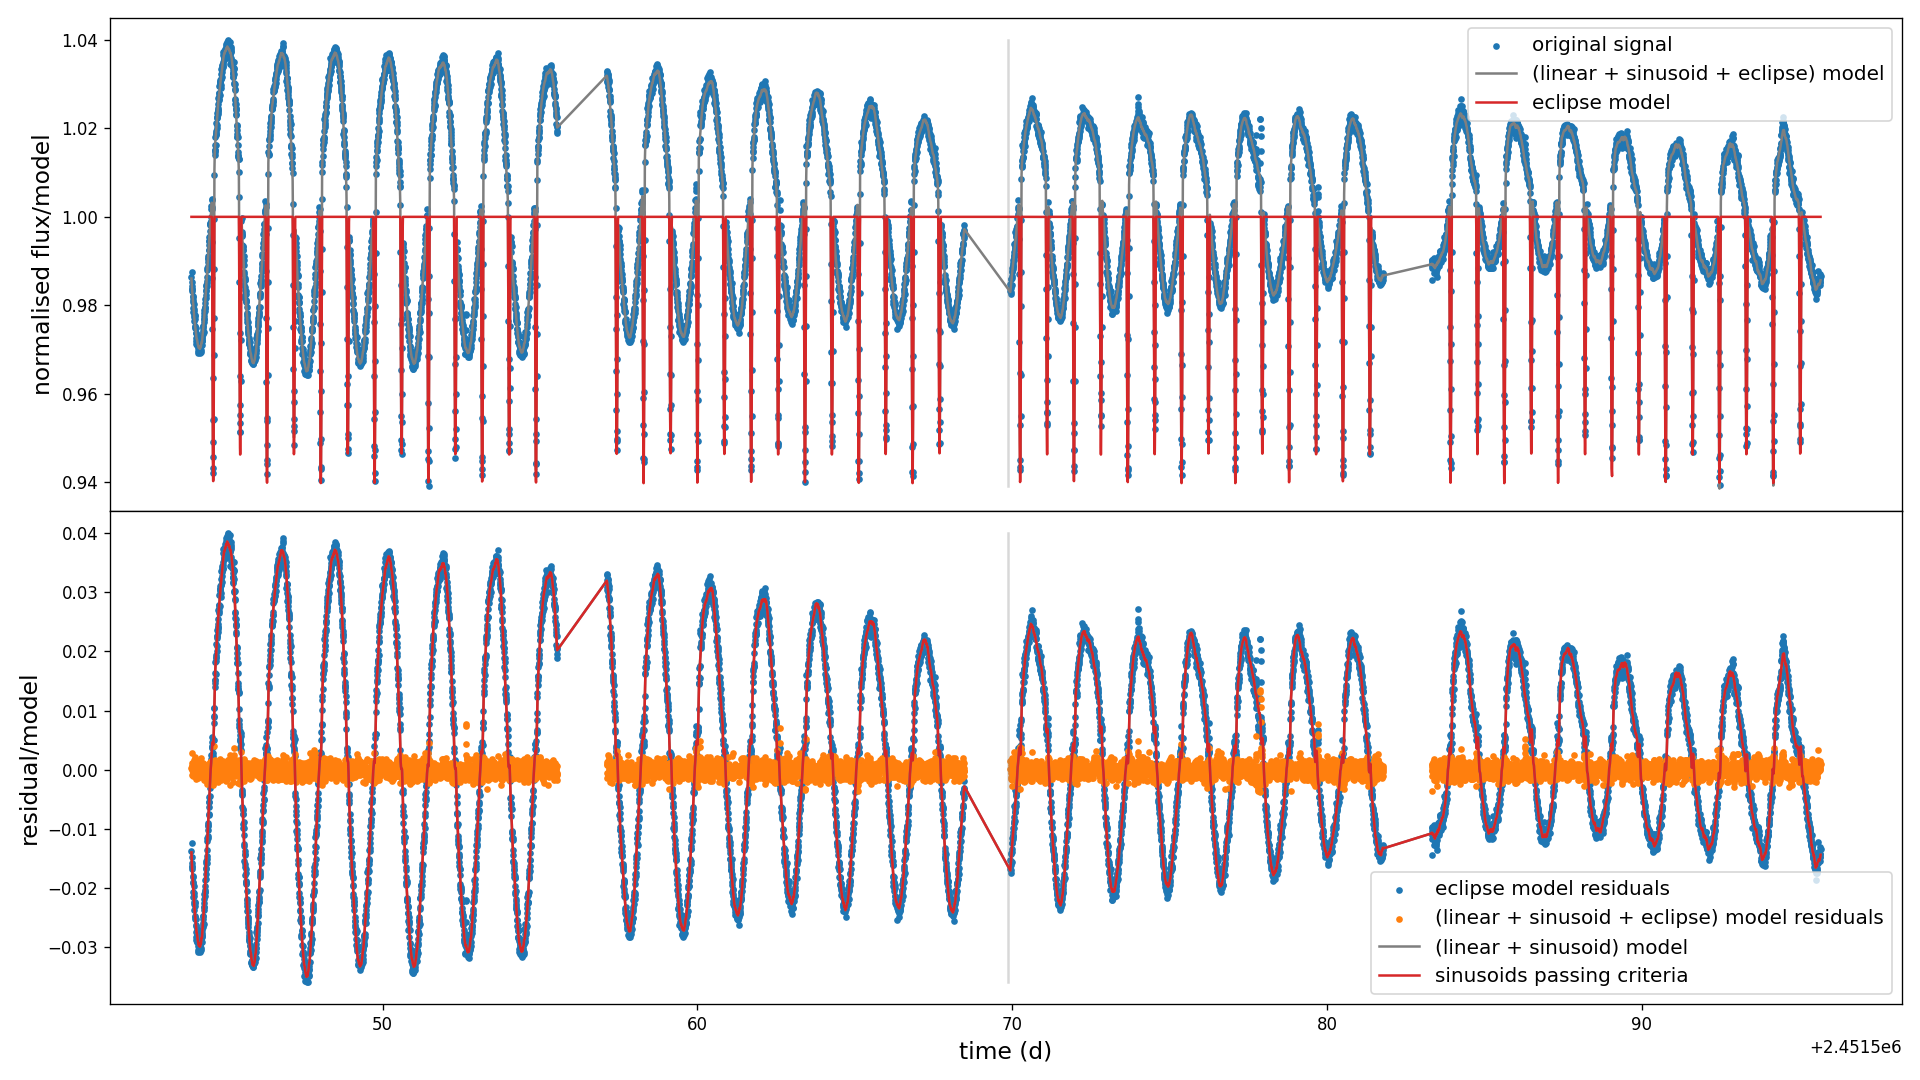 normalised flux/model
1.04
1.02
1.00
0.98
0.96
0.94
original signal
(linear + sinusoid + eclipse) model
eclipse model
residual/model
0.04
0.03
0.02
0.01
0.00
−0.01
−0.02
−0.03
eclipse model residuals
(linear + sinusoid + eclipse) model residuals
(linear + sinusoid) model
sinusoids passing criteria
50
60
70
80
90
time (d)
+2.4515e6